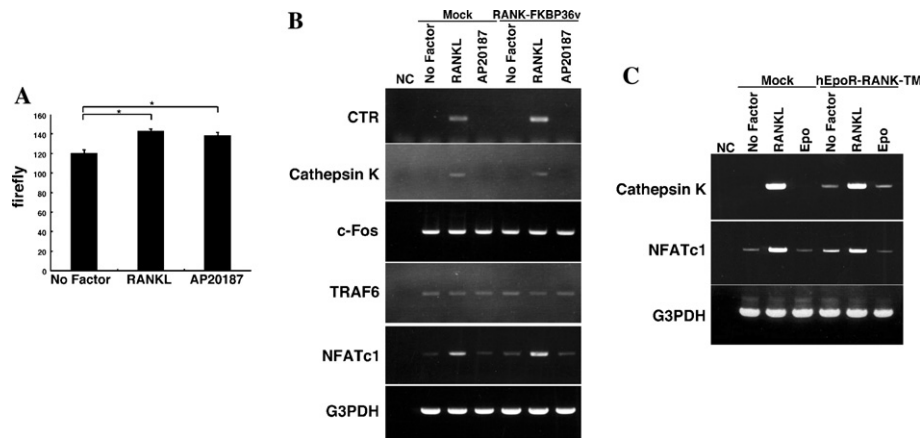 A
*
*
firefly
160
140
120
100
80
60
40
20
0
No Factor RANKL AP20187
B
Mock RANK-FKBP36v
NC No Factor RANKL AP20187 No Factor RANKL AP20187
CTR
Cathepsin K
c-Fos
TRAF6
NFATc1
G3PDH
C
Mock hEpoR-RANK-TM
NC No Factor RANKL Epo No Factor RANKL Epo
Cathepsin K
NFATc1
G3PDH